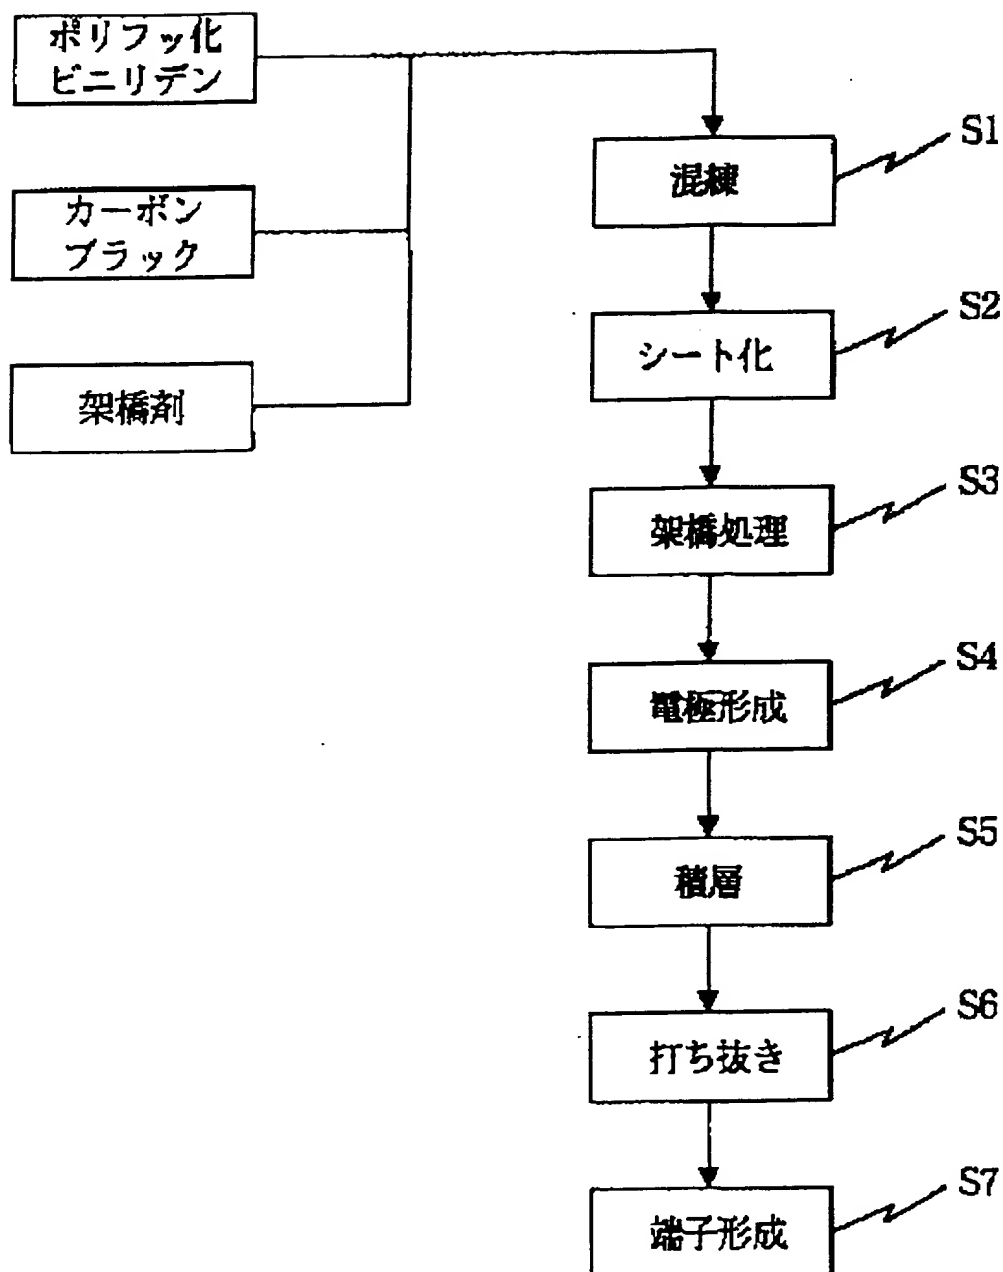 ポリフッ化
ビニリデン
カーボン
ブラック
架橋剤
混練
S1
シート化
S2
架橋処理
S3
電極形成
S4
積層
S5
打ち抜き
S6
端子形成
S7